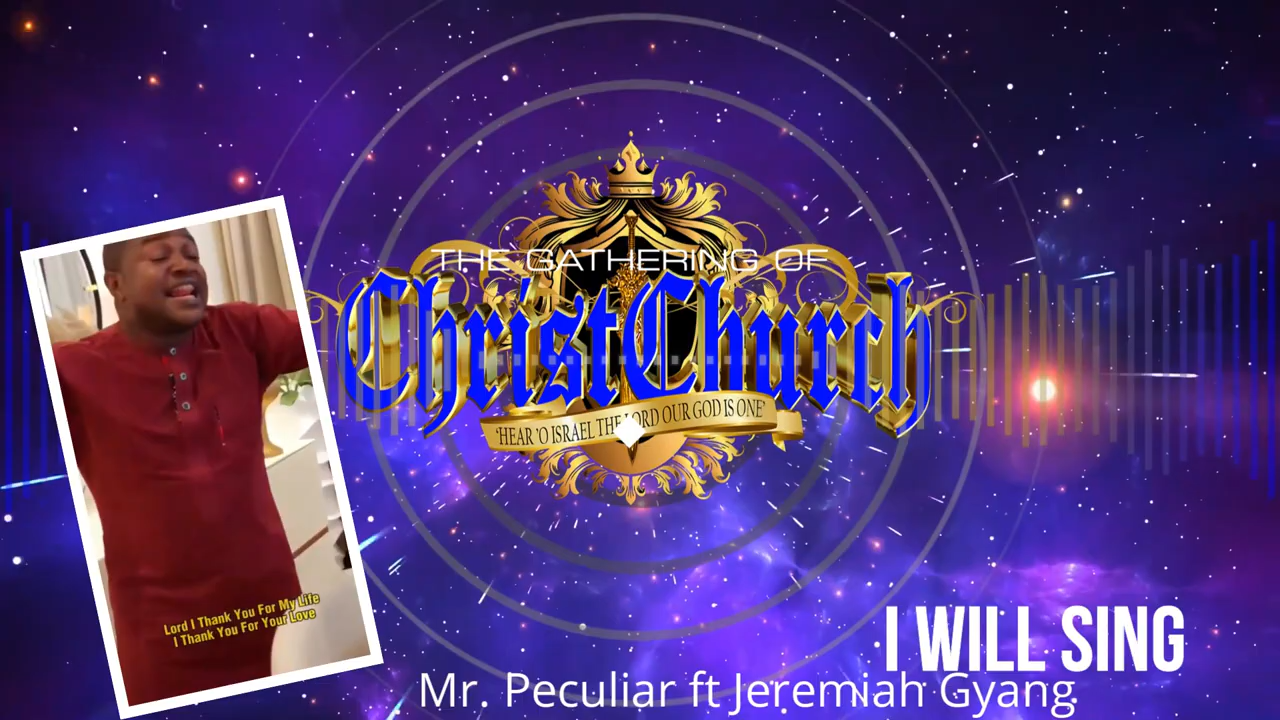 THE GATHERING OF
ChristChurch
'HEAR 'O ISRAEL THE LORD OUR GOD IS ONE'
Lord I Thank You For My Life
I Thank You For Your Love
I WILL SING
Mr. Peculiar ft Jeremiah Gyang